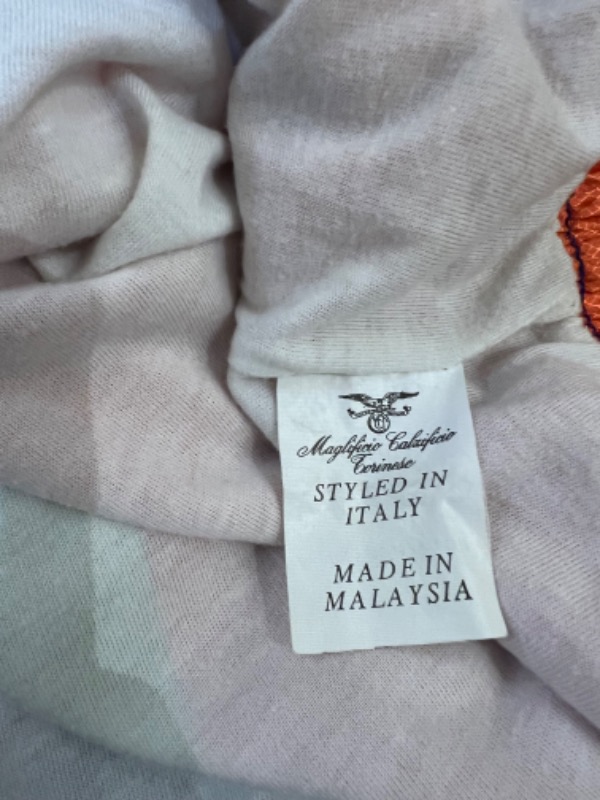 Maglificio Calzificio
Torinese
STYLED IN
ITALY
MADE IN
MALAYSIA